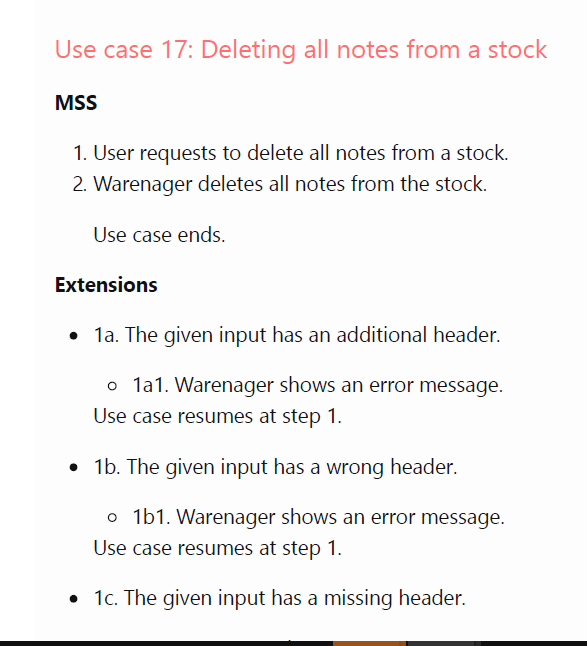 Use case 17: Deleting all notes from a stock
MSS
1. User requests to delete all notes from a stock.
2. Warenager deletes all notes from the stock.
Use case ends.
Extensions
• 1a. The given input has an additional header.
○ 1a1. Warenager shows an error message.
Use case resumes at step 1.
• 1b. The given input has a wrong header.
○ 1b1. Warenager shows an error message.
Use case resumes at step 1.
• 1c. The given input has a missing header.